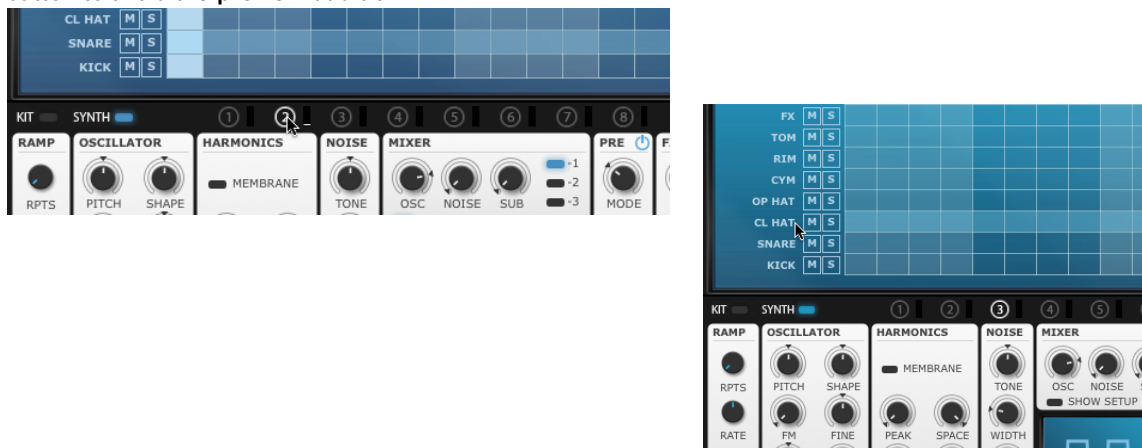 CL HAT M S
SNARE M S
KICK M S
KIT SYNTH 1 2 3 4 5 6 7 8
RAMP OSCILLATOR HARMONICS NOISE MIXER PRE F
-1
MEMBRANE
-2
RPTS PITCH SHAPE TONE OSC NOISE SUB -3 MODE
FX M S
TOM M S
RIM M S
CYM M S
OP HAT M S
CL HAT M S
SNARE M S
KICK M S
KIT SYNTH 1 2 3 4 5
RAMP OSCILLATOR HARMONICS NOISE MIXER
MEMBRANE
RPTS PITCH SHAPE TONE OSC NOISE
SHOW SETUP
RATE FM FINE PEAK SPACE WIDTH